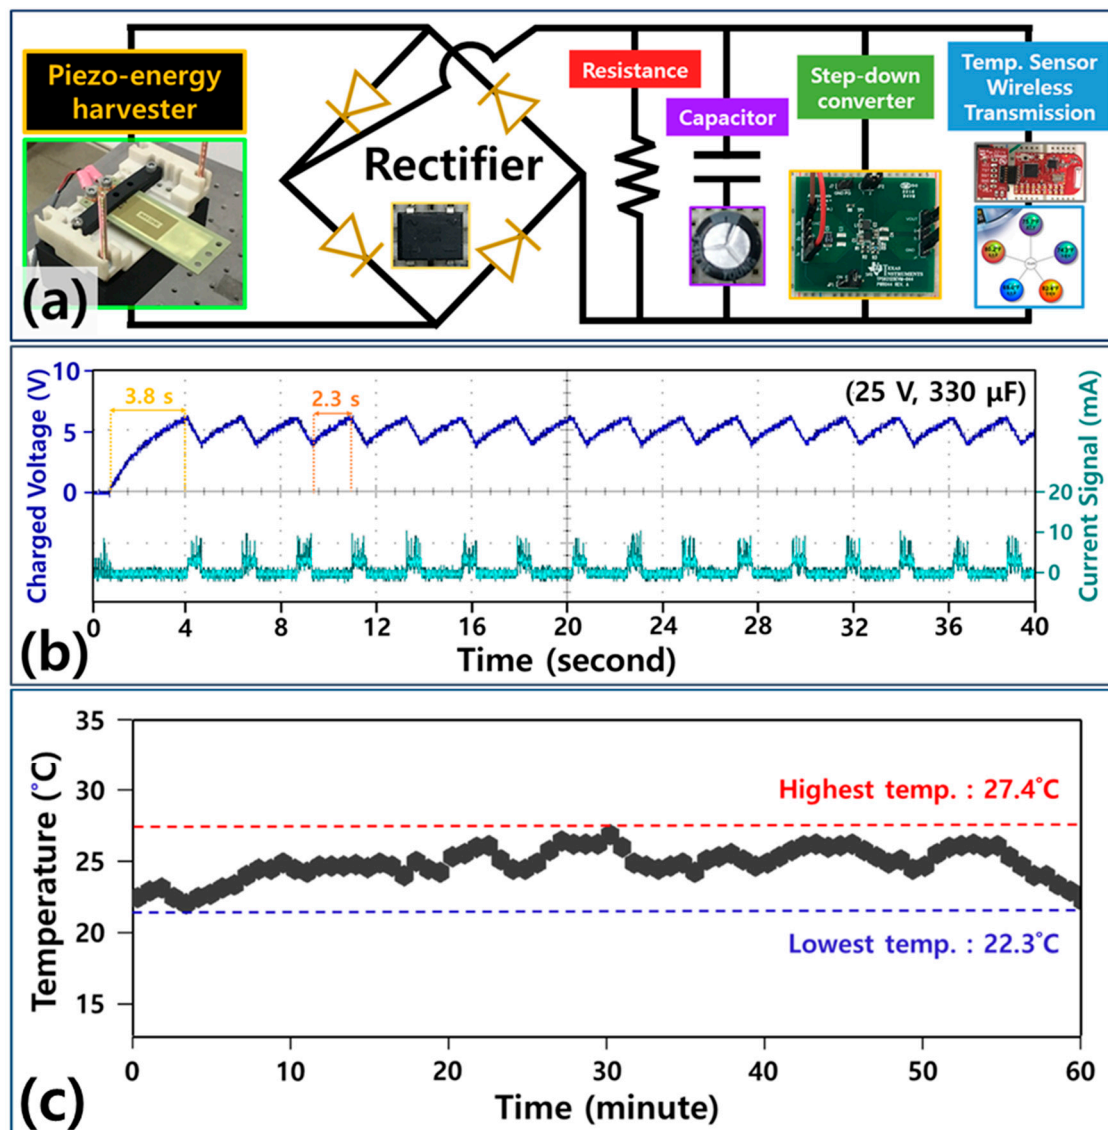 Piezo-energy
harvester
Rectifier
Resistance
Capacitor
Step-down
converter
Temp. Sensor
Wireless
Transmission
TEXAS
INSTRUMENTS
(a)
Charged Voltage (V)
10
5
0
3.8 s
2.3 s
(25 V, 330 μF)
20
10
0
Current Signal (mA)
0 4 8 12 16 20 24 28 32 36 40
Time (second)
(b)
Temperature (°C)
35
30
25
20
15
Highest temp. : 27.4°C
Lowest temp. : 22.3°C
0 10 20 30 40 50 60
Time (minute)
(c)